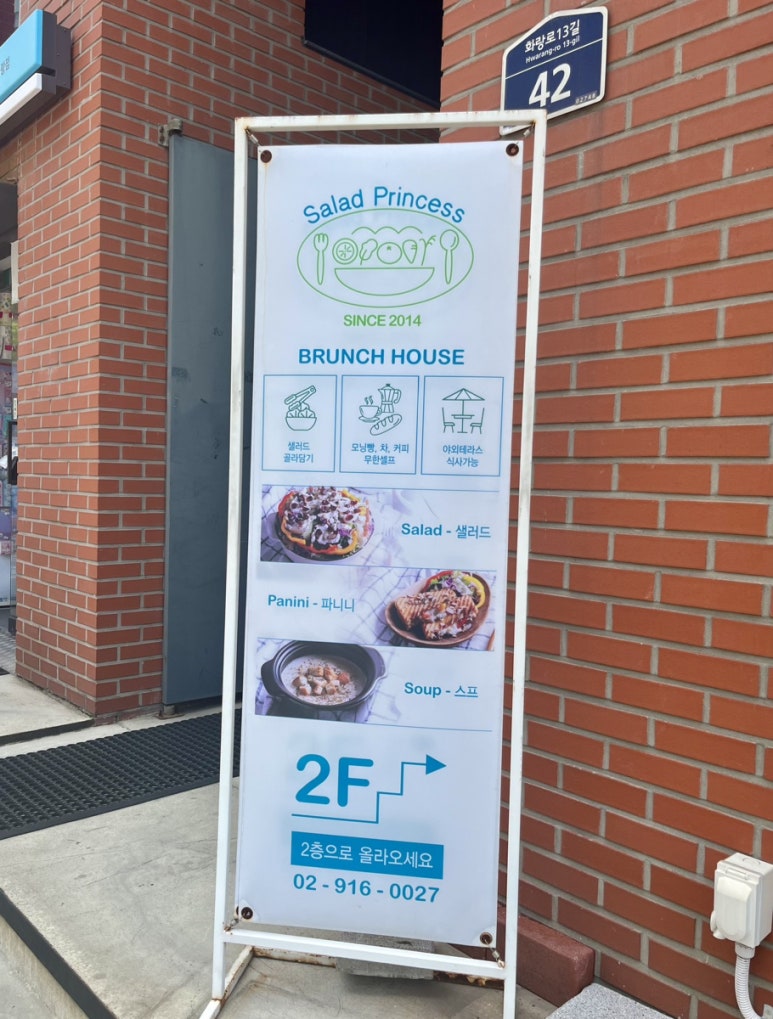 화랑로13길
Hwarang-ro 13-gil
42
Salad Princess
SINCE 2014
BRUNCH HOUSE
샐러드
골라담기
모닝빵, 차, 커피
무한셀프
야외테라스
식사가능
Salad - 샐러드
Panini - 파니니
Soup - 스프
2F
2층으로 올라오세요
02 - 916 - 0027